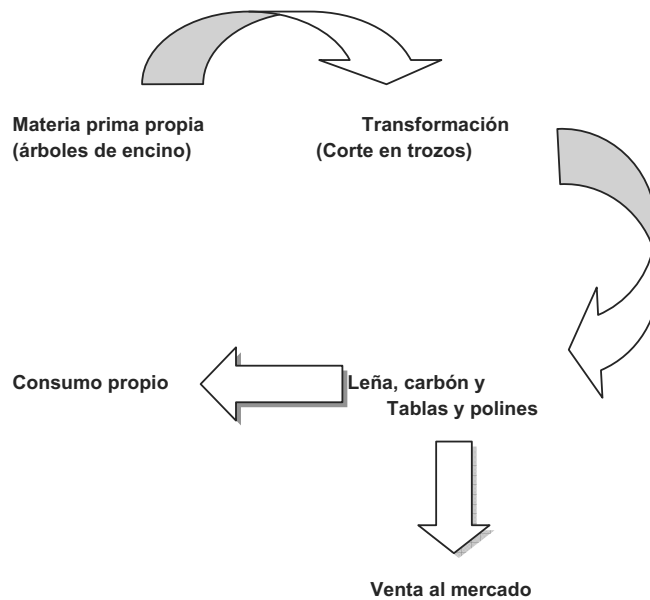 Materia prima propia
(árboles de encino)
Transformación
(Corte en trozos)
Consumo propio
Leña, carbón y
Tablas y polines
Venta al mercado